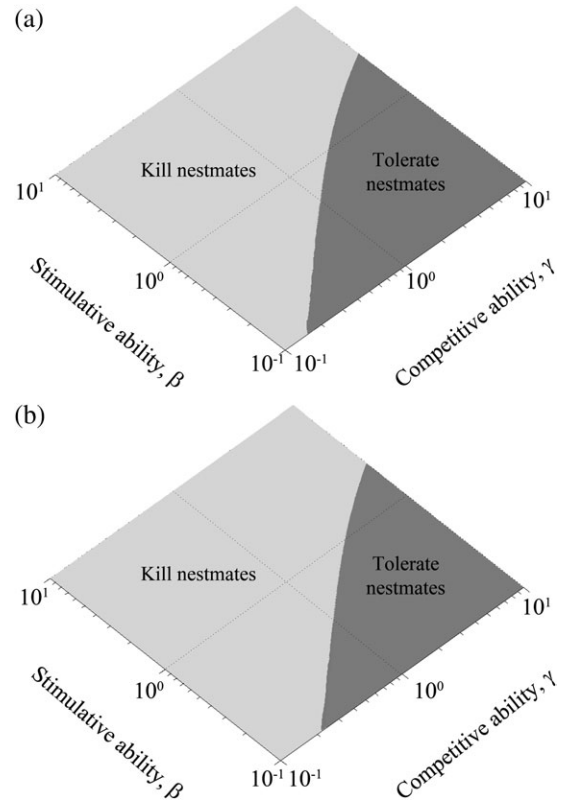 (a)
Kill nestmates
Tolerate
nestmates
10¹
10¹
10⁰
10⁰
10⁻¹ 10⁻¹
Stimulative ability, β
Competitive ability, γ
(b)
Kill nestmates
Tolerate
nestmates
10¹
10¹
10⁰
10⁰
10⁻¹ 10⁻¹
Stimulative ability, β
Competitive ability, γ